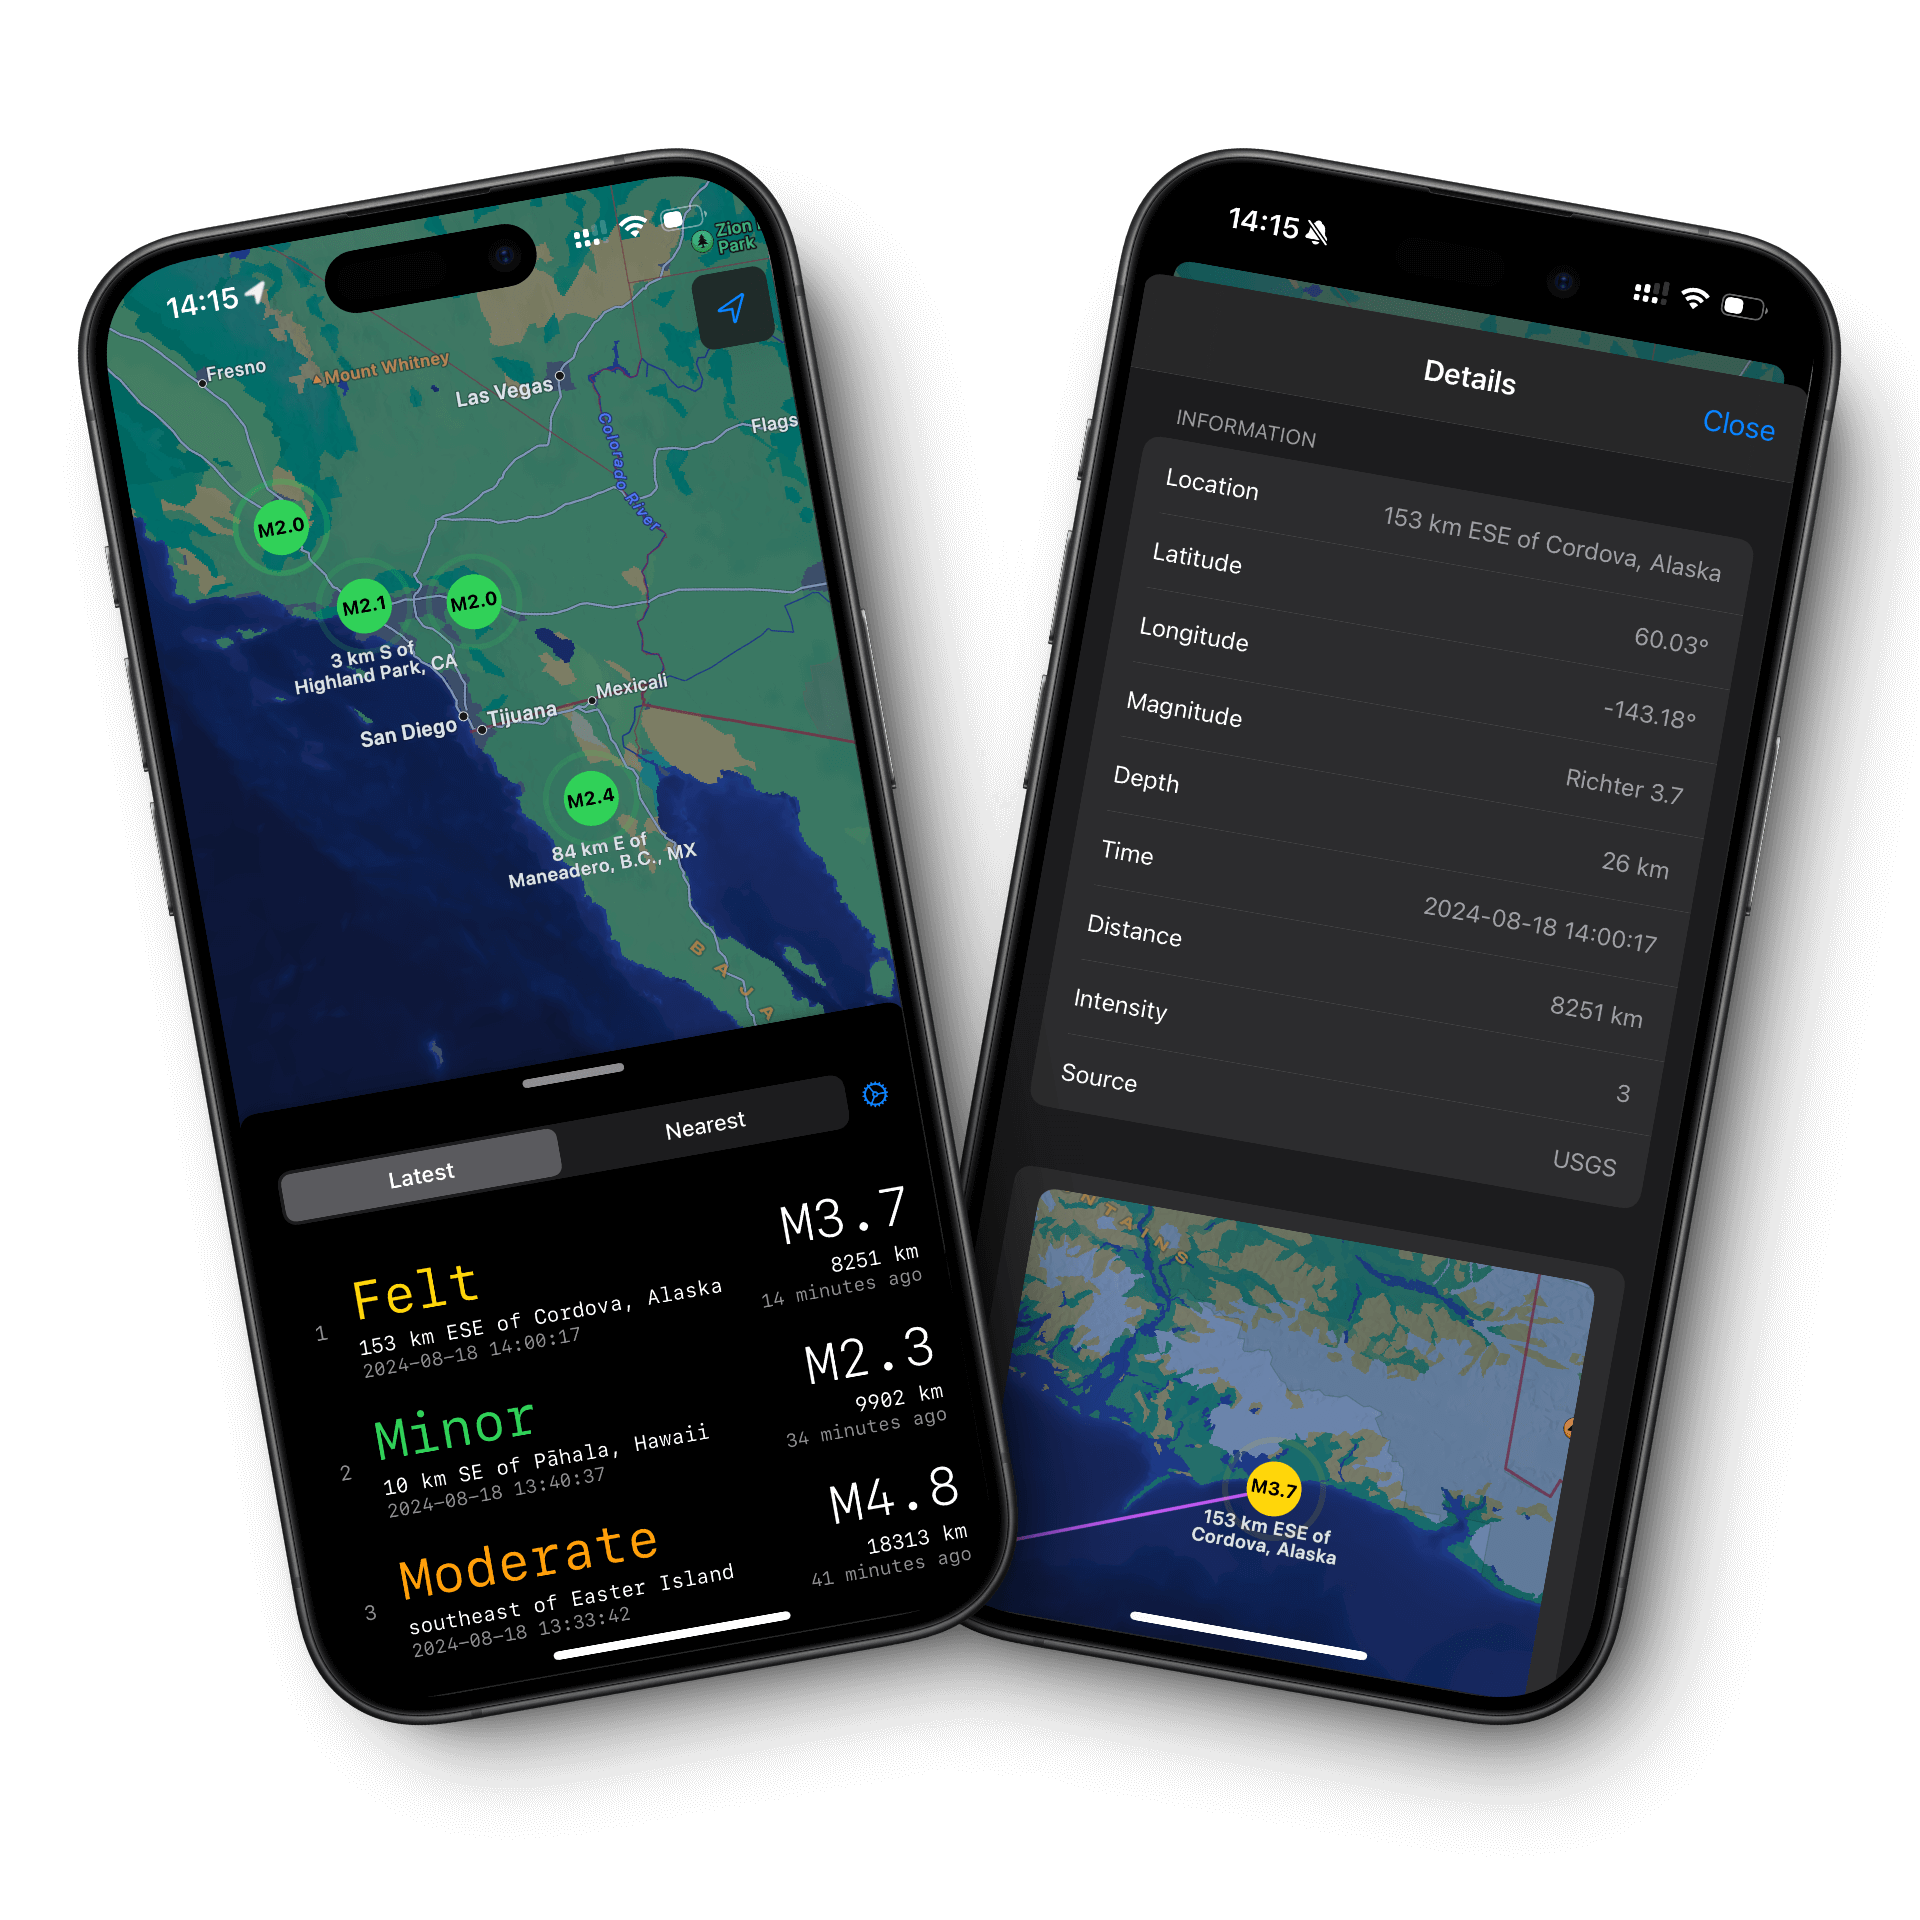 14:15
Zion
Park
Fresno
Mount Whitney
Las Vegas
Flags
Colorado River
M2.0
M2.1
M2.0
3 km S of
Highland Park, CA
San Diego
Tijuana
Mexicali
M2.4
84 km E of
Maneadero, B.C., MX
BAJA
Latest
Nearest
1
Felt
153 km ESE of Cordova, Alaska
2024-08-18 14:00:17
M3.7
8251 km
14 minutes ago
2
Minor
10 km SE of Pāhala, Hawaii
2024-08-18 13:40:37
M2.3
9902 km
34 minutes ago
3
Moderate
southeast of Easter Island
2024-08-18 13:33:42
M4.8
18313 km
41 minutes ago
14:15
Details
Close
INFORMATION
Location
153 km ESE of Cordova, Alaska
Latitude
60.03°
Longitude
-143.18°
Magnitude
Richter 3.7
Depth
26 km
Time
2024-08-18 14:00:17
Distance
8251 km
Intensity
3
Source
USGS
NTAINS
M3.7
153 km ESE of
Cordova, Alaska